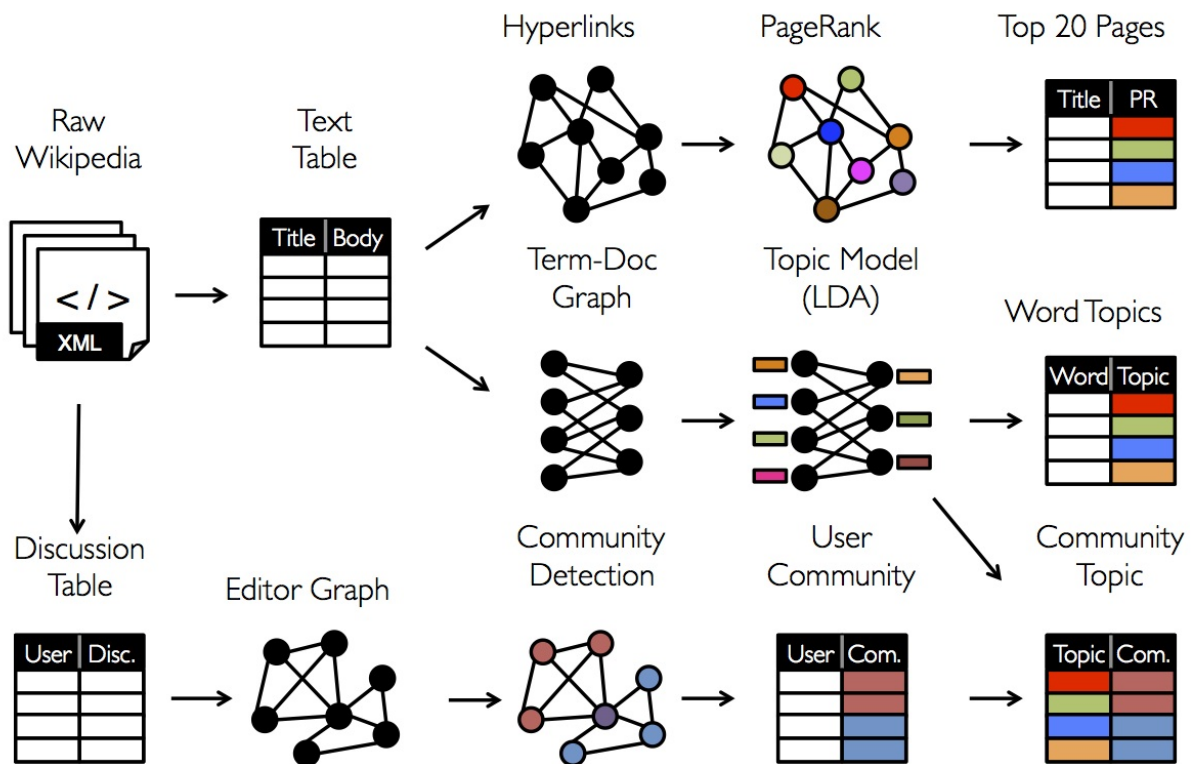 Hyperlinks
PageRank
Top 20 Pages
Raw
Wikipedia
Text
Table
Title PR
Title Body
</>
XML
Term-Doc
Graph
Topic Model
(LDA)
Word Topics
Word Topic
Discussion
Table
Editor Graph
Community
Detection
User
Community
Community
Topic
User Disc.
User Com.
Topic Com.